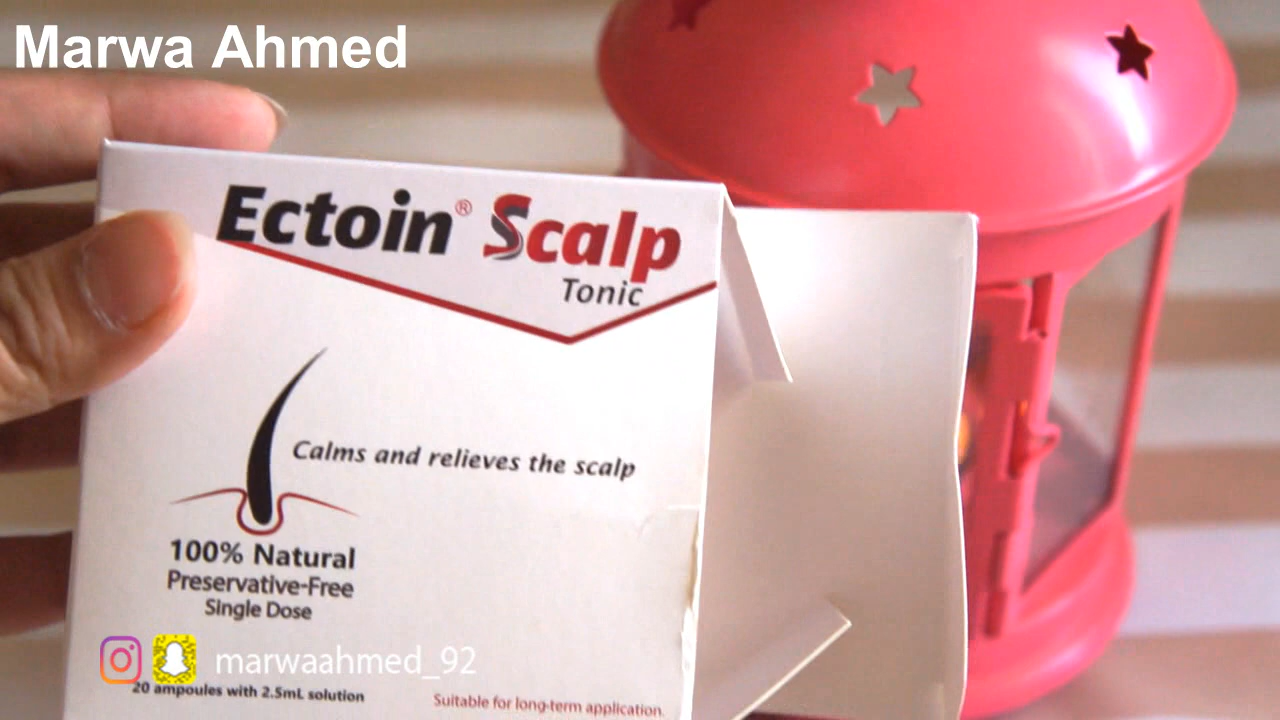 Marwa Ahmed
Ectoin® Scalp
Tonic
Calms and relieves the scalp
100% Natural
Preservative-Free
Single Dose
marwaahmed_92
20 ampoules with 2.5mL solution
Suitable for long-term application.